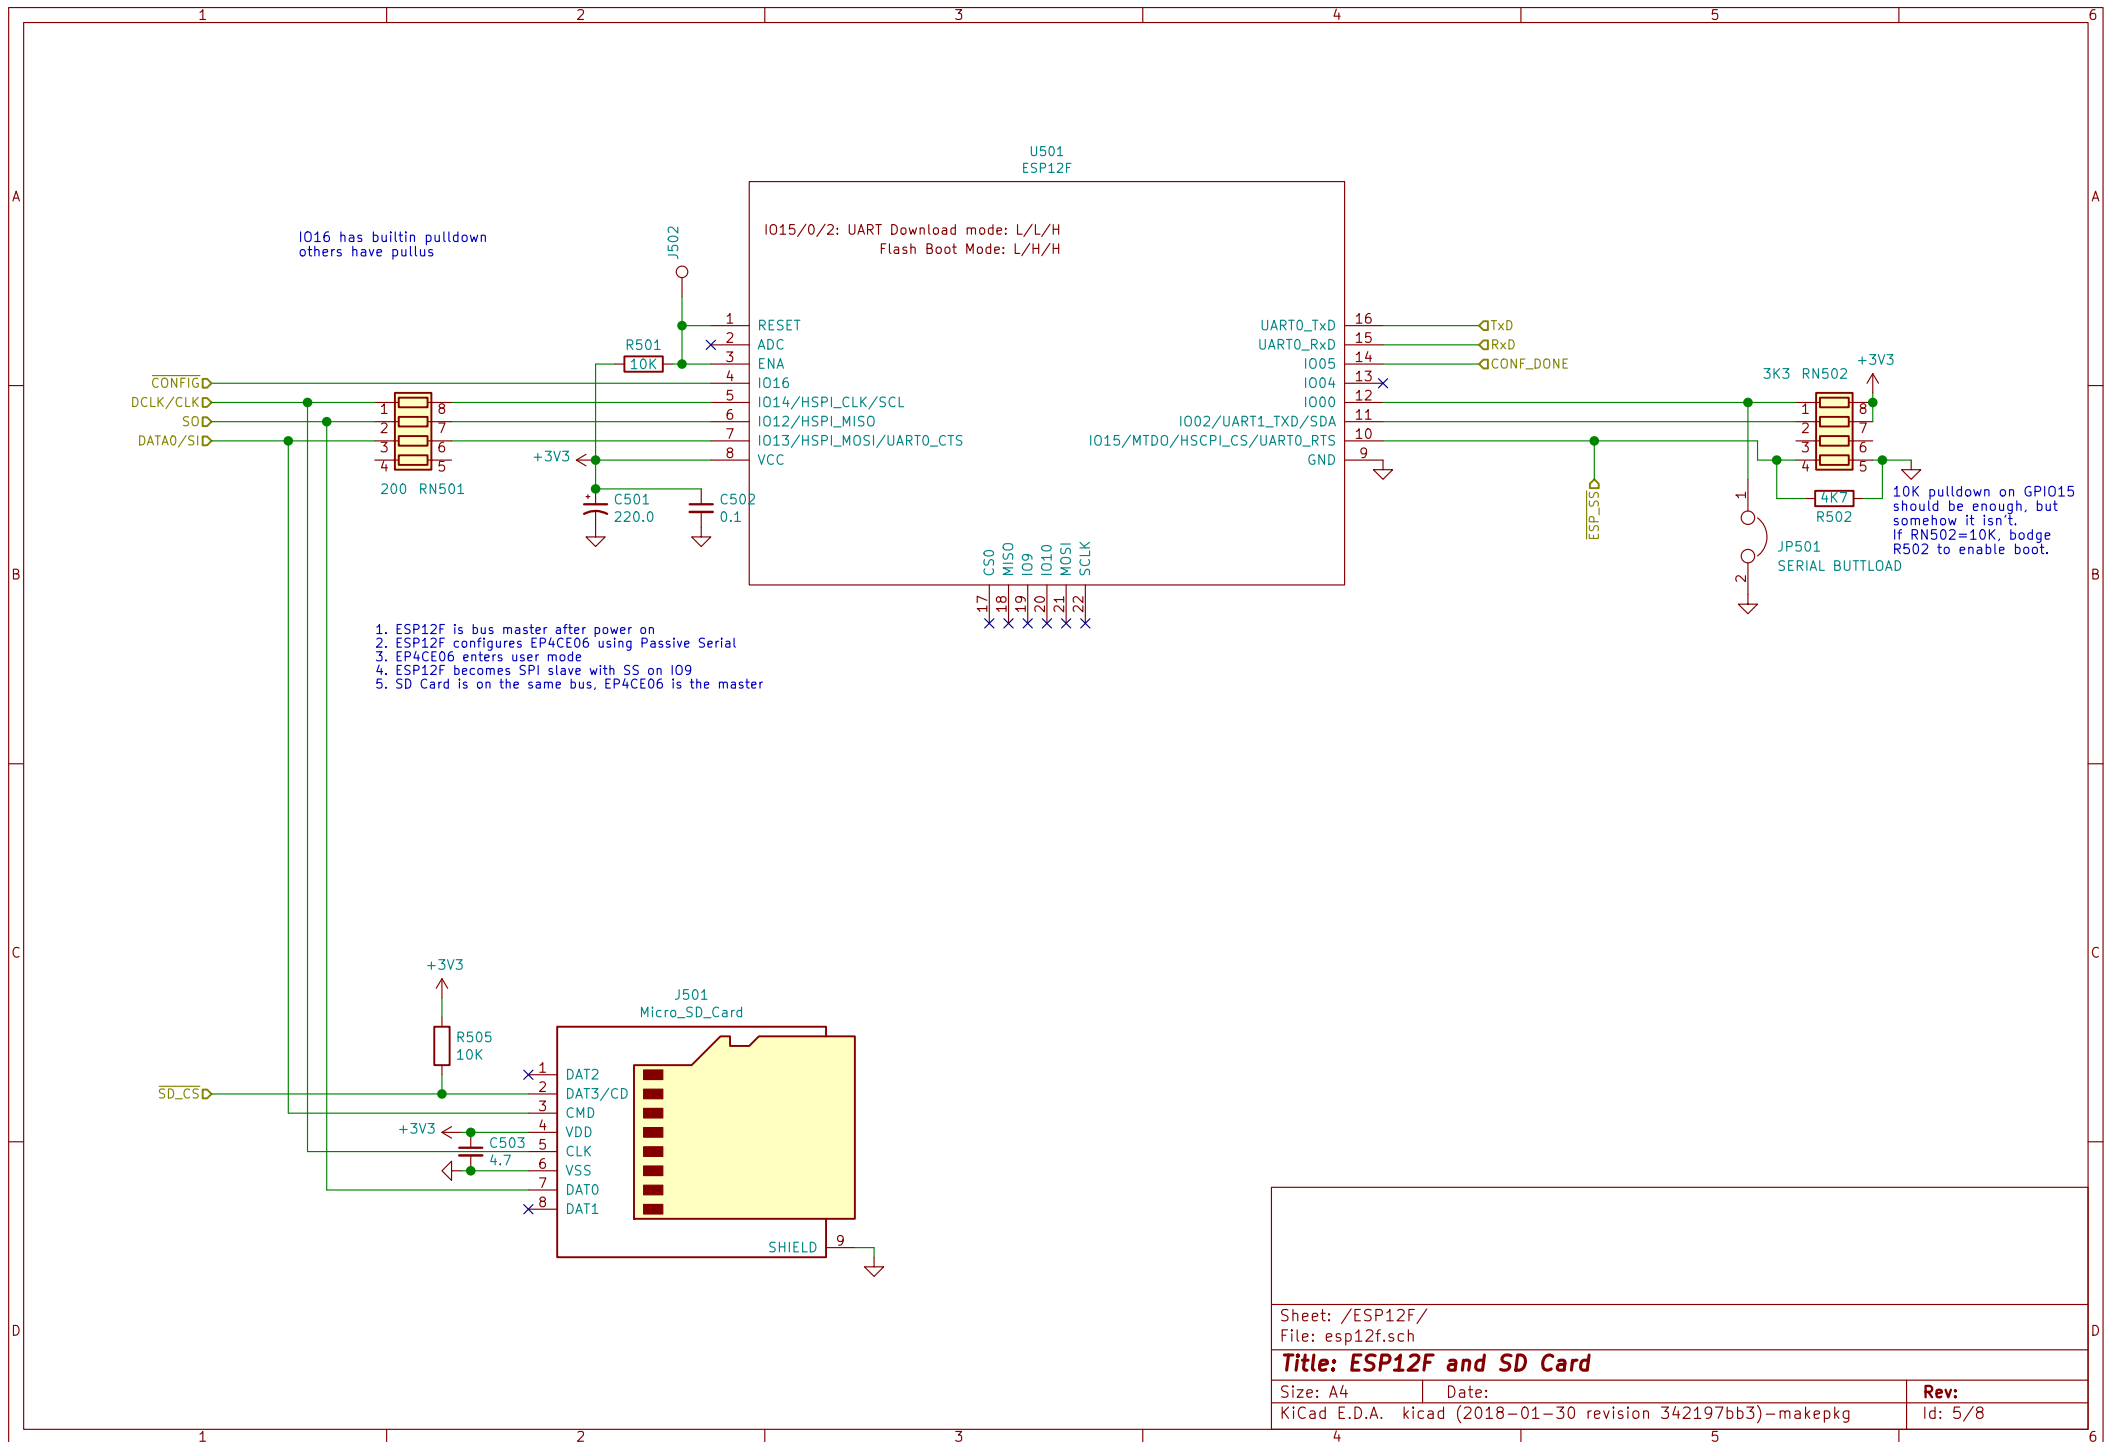 1 2 3 4 5 6
A
B
C
D
A
B
C
D
1 2 3 4 5 6
U501
ESP12F
IO15/0/2: UART Download mode: L/L/H
Flash Boot Mode: L/H/H
IO16 has builtin pulldown
others have pullus
J502
R501
10K
1 RESET
2 ADC
3 ENA
4 IO16
5 IO14/HSPI_CLK/SCL
6 IO12/HSPI_MISO
7 IO13/HSPI_MOSI/UART0_CTS
8 VCC
CONFIG
DCLK/CLK
SO
DATA0/SI
1 8
2 7
3 6
4 5
200 RN501
+3V3
C501
220.0
C502
0.1
UART0_TxD 16
UART0_RxD 15
IO05 14
IO04 13
IO00 12
IO02/UART1_TXD/SDA 11
IO15/MTDO/HSCPI_CS/UART0_RTS 10
GND 9
TxD
RxD
CONF_DONE
ESP_SS
+3V3
3K3 RN502
1 8
2 7
3 6
4 5
4K7
R502
10K pulldown on GPIO15
should be enough, but
somehow it isn't.
If RN502=10K, bodge
R502 to enable boot.
1
2
JP501
SERIAL BUTTLOAD
CS0
MISO
IO9
IO10
MOSI
SCLK
17
18
19
20
21
22
1. ESP12F is bus master after power on
2. ESP12F configures EP4CE06 using Passive Serial
3. EP4CE06 enters user mode
4. ESP12F becomes SPI slave with SS on IO9
5. SD Card is on the same bus, EP4CE06 is the master
+3V3
R505
10K
SD_CS
+3V3
C503
4.7
J501
Micro_SD_Card
1 DAT2
2 DAT3/CD
3 CMD
4 VDD
5 CLK
6 VSS
7 DAT0
8 DAT1
SHIELD 9
Sheet: /ESP12F/
File: esp12f.sch
Title: ESP12F and SD Card
Size: A4 Date: Rev:
KiCad E.D.A. kicad (2018-01-30 revision 342197bb3)-makepkg Id: 5/8